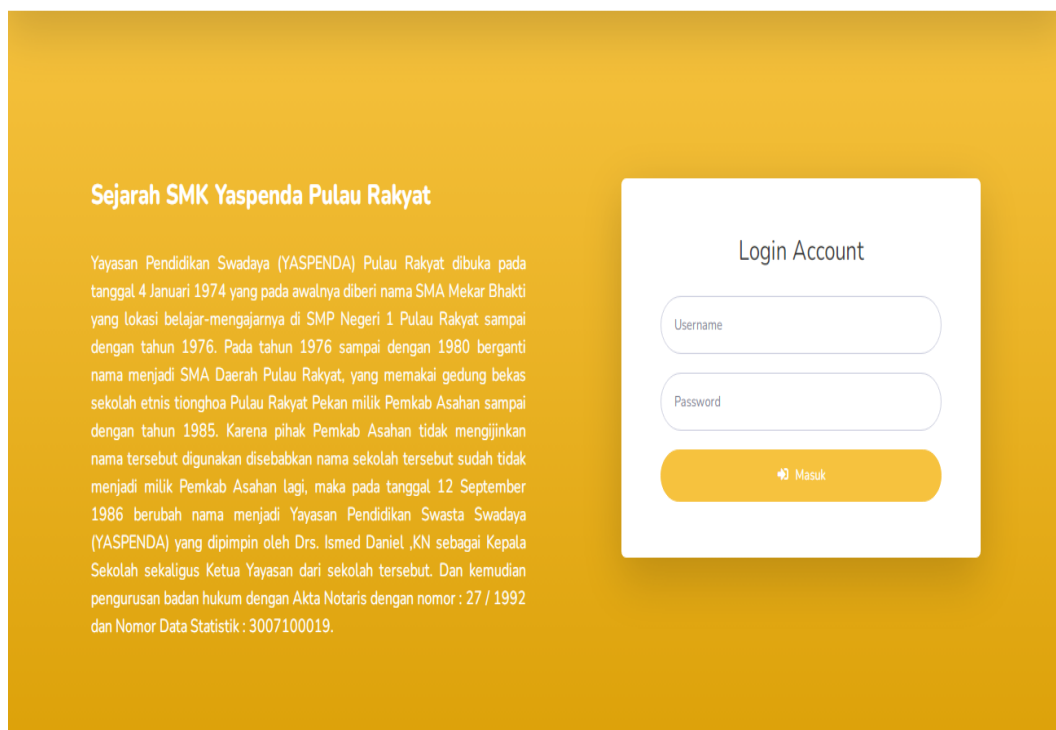 Sejarah SMK Yaspenda Pulau Rakyat
Yayasan Pendidikan Swadaya (YASPENDA) Pulau Rakyat dibuka pada
tanggal 4 Januari 1974 yang pada awalnya diberi nama SMA Mekar Bhakti
yang lokasi belajar-mengajarnya di SMP Negeri 1 Pulau Rakyat sampai
dengan tahun 1976. Pada tahun 1976 sampai dengan 1980 berganti
nama menjadi SMA Daerah Pulau Rakyat, yang memakai gedung bekas
sekolah etnis tionghoa Pulau Rakyat Pekan milik Pemkab Asahan sampai
dengan tahun 1985. Karena pihak Pemkab Asahan tidak mengijinkan
nama tersebut digunakan disebabkan nama sekolah tersebut sudah tidak
menjadi milik Pemkab Asahan lagi, maka pada tanggal 12 September
1986 berubah nama menjadi Yayasan Pendidikan Swasta Swadaya
(YASPENDA) yang dipimpin oleh Drs. Ismed Daniel ,KN sebagai Kepala
Sekolah sekaligus Ketua Yayasan dari sekolah tersebut. Dan kemudian
pengurusan badan hukum dengan Akta Notaris dengan nomor : 27 / 1992
dan Nomor Data Statistik : 3007100019.
Login Account
Username
Password
Masuk